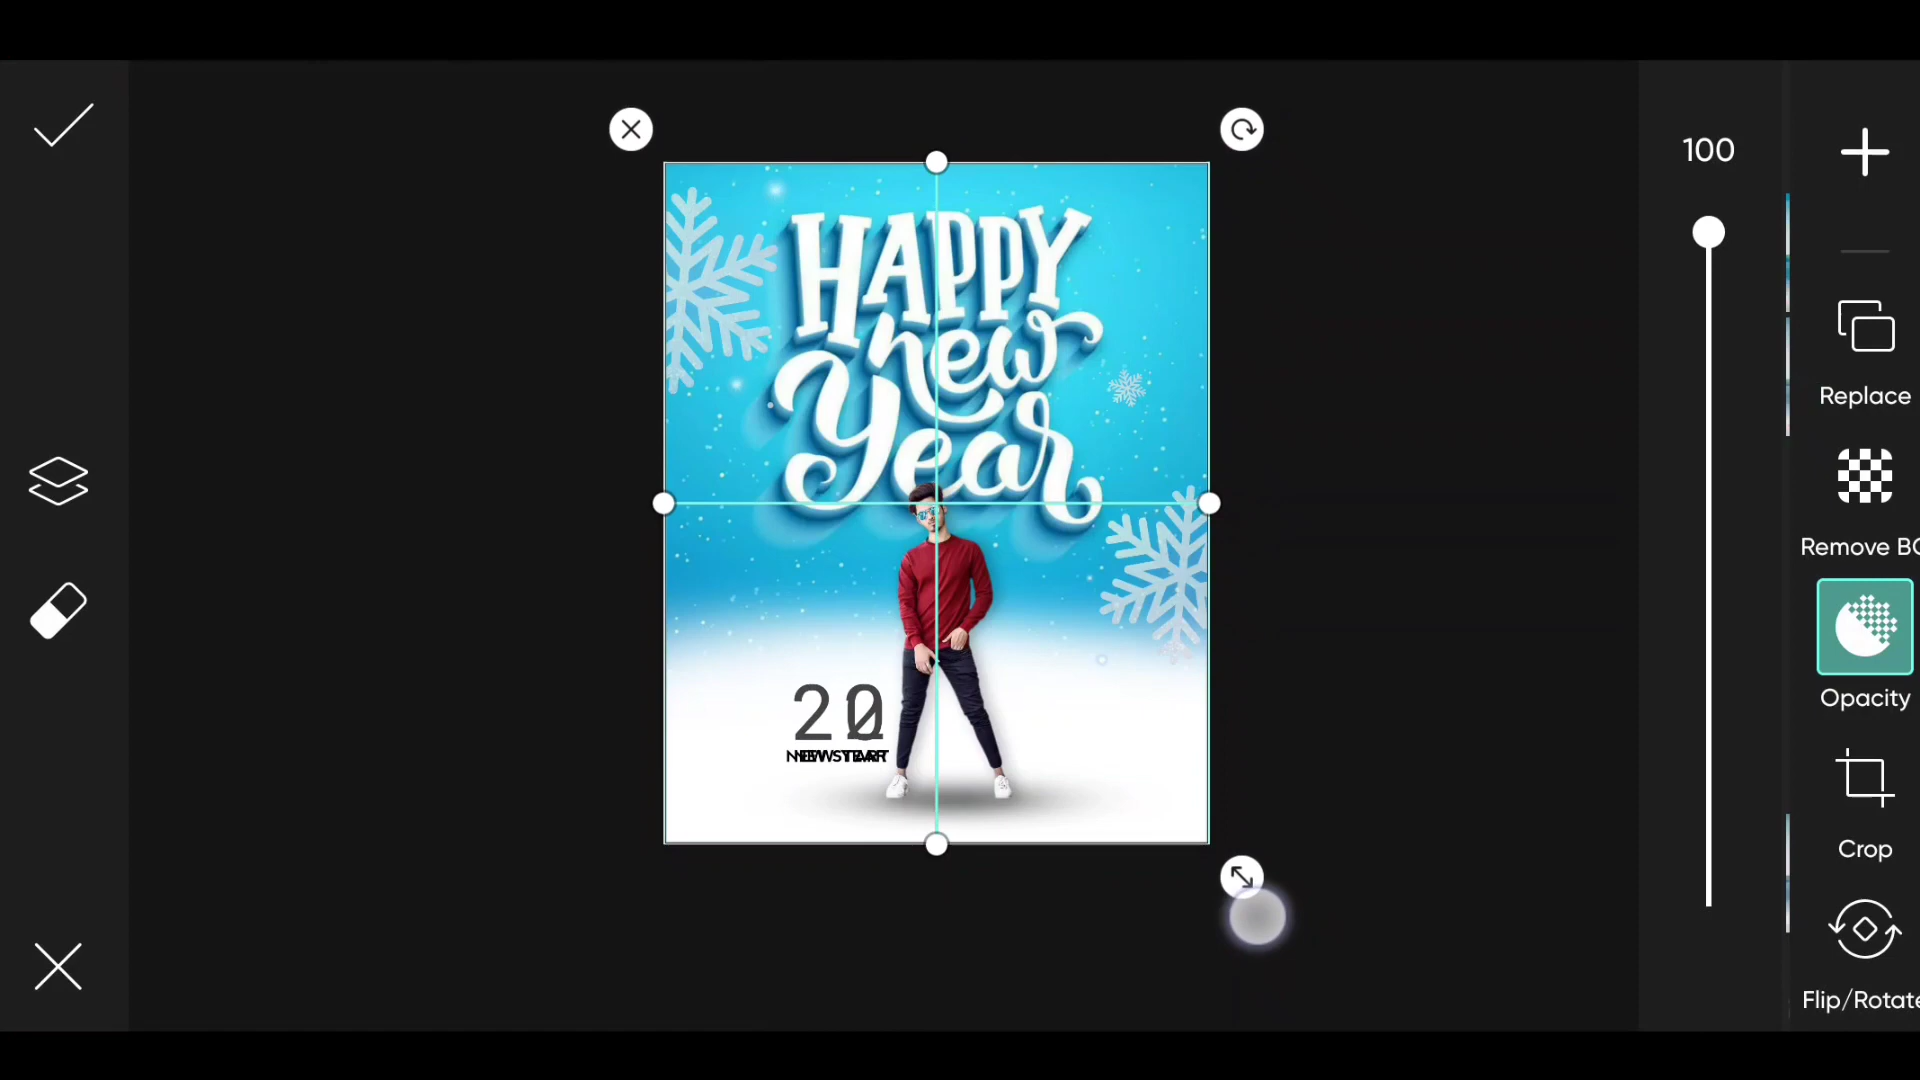 100
HAPPY
new
Year
Replace
Remove BG
Opacity
20
Crop
Flip/Rotate